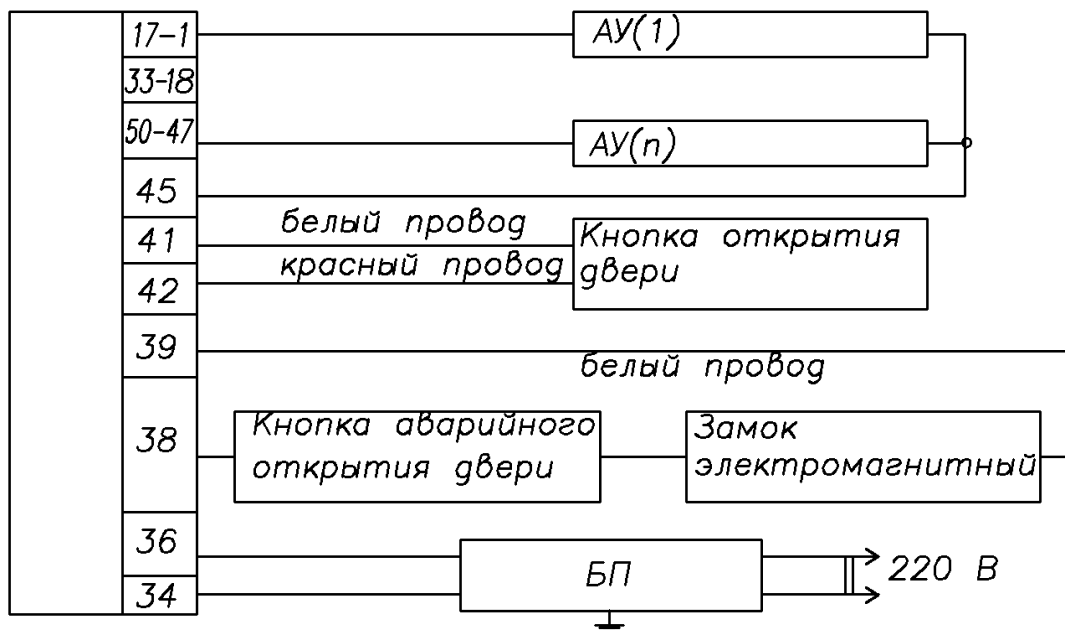 17-1
АУ(1)
33-18
50-47
АУ(п)
45
белый провод
41
Кнопка открытия
двери
красный провод
42
39
белый провод
38
Кнопка аварийного
открытия двери
Замок
электромагнитный
36
БП
220 В
34